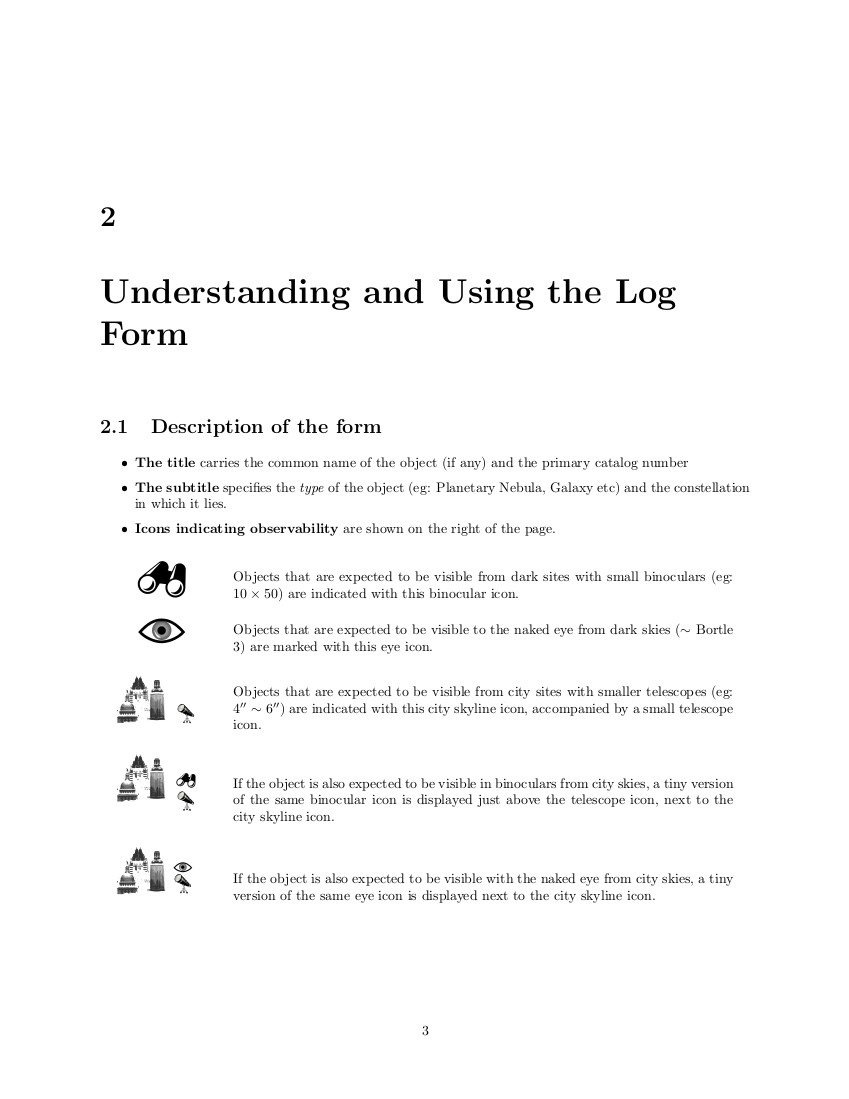 2
Understanding and Using the Log
Form
2.1 Description of the form
• The title carries the common name of the object (if any) and the primary catalog number
• The subtitle specifies the type of the object (eg: Planetary Nebula, Galaxy etc) and the constellation
in which it lies.
• Icons indicating observability are shown on the right of the page.
Objects that are expected to be visible from dark sites with small binoculars (eg:
10 × 50) are indicated with this binocular icon.
Objects that are expected to be visible to the naked eye from dark skies (∼ Bortle
3) are marked with this eye icon.
Objects that are expected to be visible from city sites with smaller telescopes (eg:
4″ ∼ 6″) are indicated with this city skyline icon, accompanied by a small telescope
icon.
If the object is also expected to be visible in binoculars from city skies, a tiny version
of the same binocular icon is displayed just above the telescope icon, next to the
city skyline icon.
If the object is also expected to be visible with the naked eye from city skies, a tiny
version of the same eye icon is displayed next to the city skyline icon.
3